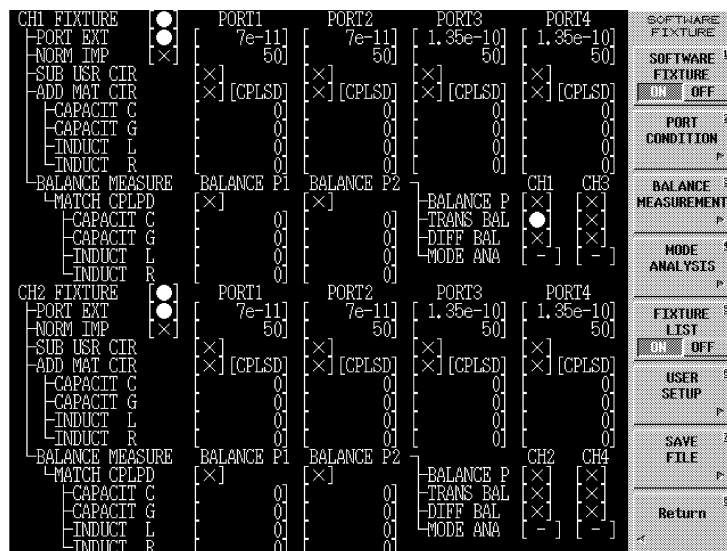 CH1 FIXTURE [●] PORT1 PORT2 PORT3 PORT4
PORT EXT [●] [ 7e-11] [ 7e-11] [ 1.35e-10] [ 1.35e-10]
NORM IMP [×] [ 50] [ 50] [ 50] [ 50]
SUB USR CIR [×] [×] [×] [×]
ADD MAT CIR [×][CPLSD] [×][CPLSD] [×][CPLSD] [×][CPLSD]
CAPACIT C [ 0] [ 0] [ 0] [ 0]
CAPACIT G [ 0] [ 0] [ 0] [ 0]
INDUCT L [ 0] [ 0] [ 0] [ 0]
INDUCT R [ 0] [ 0] [ 0] [ 0]
BALANCE MEASURE BALANCE P1 BALANCE P2 CH1 CH3
MATCH CPLPD [×] [×] BALANCE P [×] [×]
CAPACIT C [ 0] [ 0] TRANS BAL [●] [×]
CAPACIT G [ 0] [ 0] DIFF BAL [×] [×]
INDUCT L [ 0] [ 0] MODE ANA [ - ] [ - ]
INDUCT R [ 0] [ 0]
CH2 FIXTURE [●] PORT1 PORT2 PORT3 PORT4
PORT EXT [●] [ 7e-11] [ 7e-11] [ 1.35e-10] [ 1.35e-10]
NORM IMP [×] [ 50] [ 50] [ 50] [ 50]
SUB USR CIR [×] [×] [×] [×]
ADD MAT CIR [×][CPLSD] [×][CPLSD] [×][CPLSD] [×][CPLSD]
CAPACIT C [ 0] [ 0] [ 0] [ 0]
CAPACIT G [ 0] [ 0] [ 0] [ 0]
INDUCT L [ 0] [ 0] [ 0] [ 0]
INDUCT R [ 0] [ 0] [ 0] [ 0]
BALANCE MEASURE BALANCE P1 BALANCE P2 CH2 CH4
MATCH CPLPD [×] [×] BALANCE P [×] [×]
CAPACIT C [ 0] [ 0] TRANS BAL [×] [×]
CAPACIT G [ 0] [ 0] DIFF BAL [×] [×]
INDUCT L [ 0] [ 0] MODE ANA [ - ] [ - ]
INDUCT R [ 0] [ 0]
SOFTWARE
FIXTURE
SOFTWARE
FIXTURE
ON OFF
PORT
CONDITION
BALANCE
MEASUREMENT
MODE
ANALYSIS
FIXTURE
LIST
ON OFF
USER
SETUP
SAVE
FILE
Return